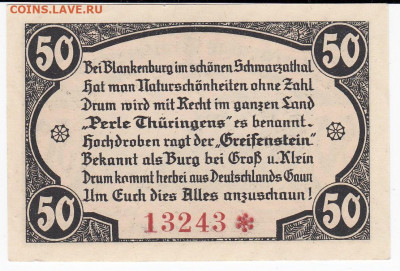 СОИНS.LAVE.RU
50 50
Bei Blankenburg im schönen Schwarzathal
Hat man Naturschönheiten ohne Zahl
Drum wird mit Recht im ganzen Land
„Perle Thüringens" es benannt.
Hochdroben ragt der „Greifenstein"
Bekannt als Burg bei Groß u. Klein
Drum kommt herbei aus Deutschlands Gaun
Um Euch dies Alles anzuschaun!
50 13243 * 50